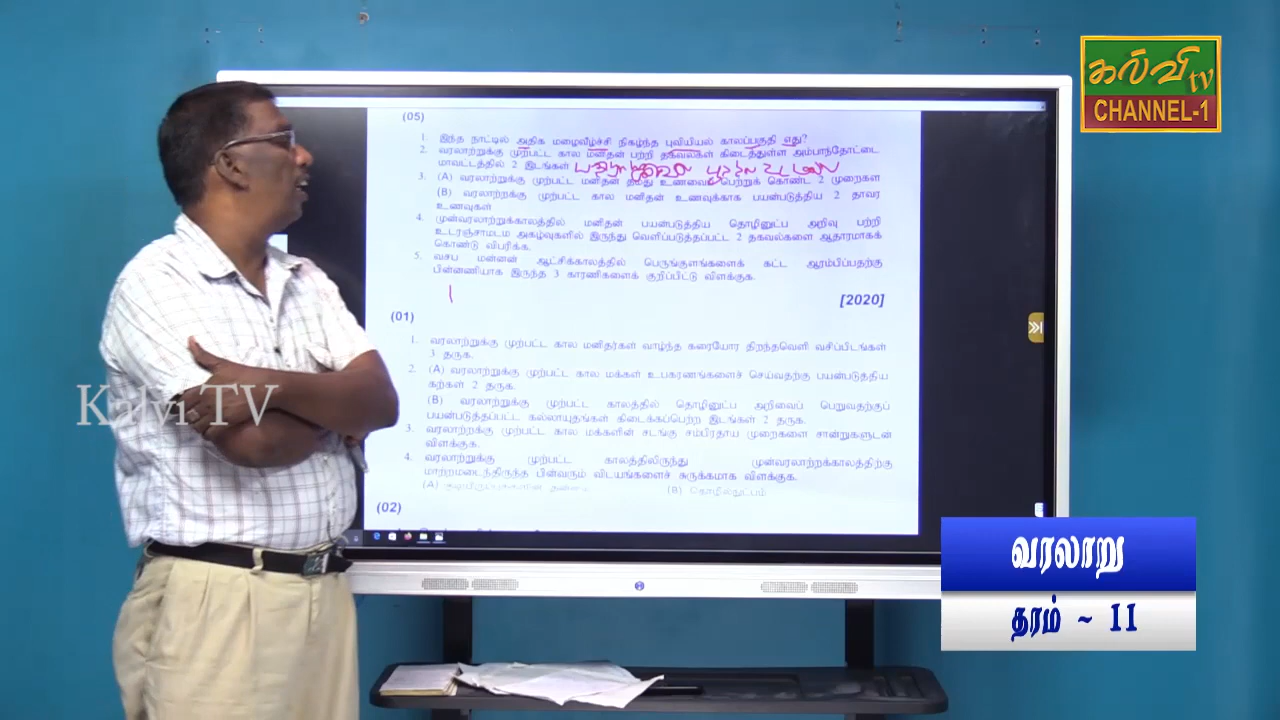 கல்வி tv
CHANNEL-1
(05)
1. இந்த நாட்டில் அதிக மழைவீழ்ச்சி நிகழ்ந்த புவியியல் காலப்பகுதி எது?
2. வரலாற்றுக்கு முற்பட்ட கால மனிதன் பற்றி தகவல்கள் கிடைத்துள்ள அம்பாந்தோட்டை
மாவட்டத்தில் 2 இடங்கள்
3. (A) வரலாற்றுக்கு முற்பட்ட மனிதன் தமது உணவைப் பெற்றுக் கொண்ட 2 முறைகள்
(B) வரலாற்றுக்கு முற்பட்ட கால மனிதன் உணவுக்காக பயன்படுத்திய 2 தாவர
உணவுகள்
4. முன்வரலாற்றுக்காலத்தில் மனிதன் பயன்படுத்திய தொழினுட்ப அறிவு பற்றி
உடரஞ்சாமடம அகழ்வுகளில் இருந்து வெளிப்படுத்தப்பட்ட 2 தகவல்களை ஆதாரமாகக்
கொண்டு விபரிக்க.
5. வசப மன்னன் ஆட்சிக்காலத்தில் பெருங்குளங்களைக் கட்ட ஆரம்பிப்பதற்கு
பின்னணியாக இருந்த 3 காரணிகளைக் குறிப்பிட்டு விளக்குக.
[2020]
(01)
1. வரலாற்றுக்கு முற்பட்ட கால மனிதர்கள் வாழ்ந்த கரையோர திறந்தவெளி வசிப்பிடங்கள்
3 தருக.
2. (A) வரலாற்றுக்கு முற்பட்ட கால மக்கள் உபகரணங்களைச் செய்வதற்கு பயன்படுத்திய
கற்கள் 2 தருக.
(B) வரலாற்றுக்கு முற்பட்ட காலத்தில் தொழினுட்ப அறிவைப் பெறுவதற்குப்
பயன்படுத்தப்பட்ட கல்லாயுதங்கள் கிடைக்கப்பெற்ற இடங்கள் 2 தருக.
3. வரலாற்றக்கு முற்பட்ட கால மக்களின் சடங்கு சம்பிரதாய முறைகளை சான்றுகளுடன்
விளக்குக.
4. வரலாற்றுக்கு முற்பட்ட காலத்திலிருந்து முன்வரலாற்றக்காலத்திற்கு
மாற்றமடைந்திருந்த பின்வரும் விடயங்களைச் சுருக்கமாக விளக்குக.
(A) (B) தொழில்நுட்பம்
(02)
Kalvi TV
வரலாறு
தரம் ~ 11